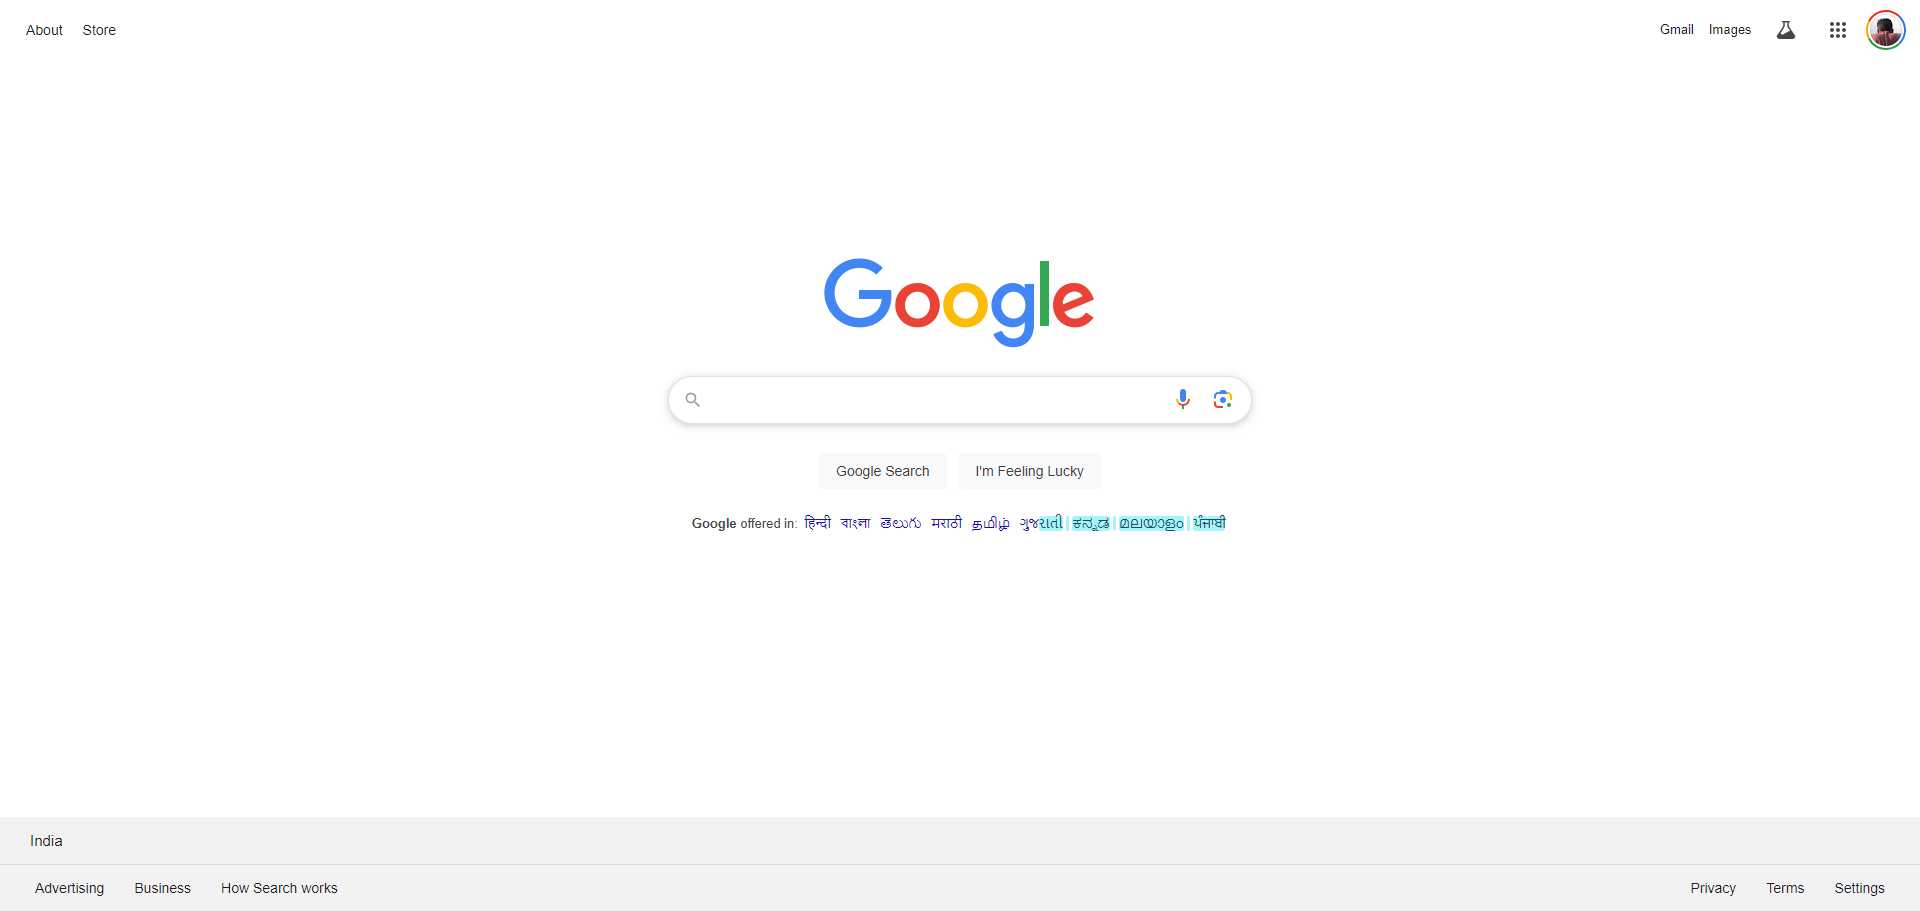 About Store
Gmail Images
Google
Google Search I'm Feeling Lucky
Google offered in: हिन्दी বাংলা తెలుగు मराठी தமிழ் ગુજરાતી ಕನ್ನಡ മലയാളം ਪੰਜਾਬੀ
India
Advertising Business How Search works
Privacy Terms Settings